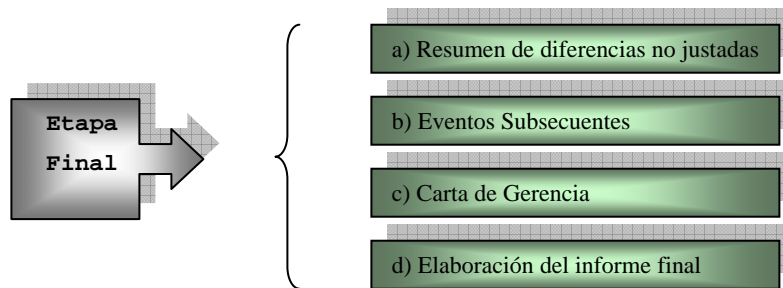 Etapa
Final
a) Resumen de diferencias no justadas
b) Eventos Subsecuentes
c) Carta de Gerencia
d) Elaboración del informe final